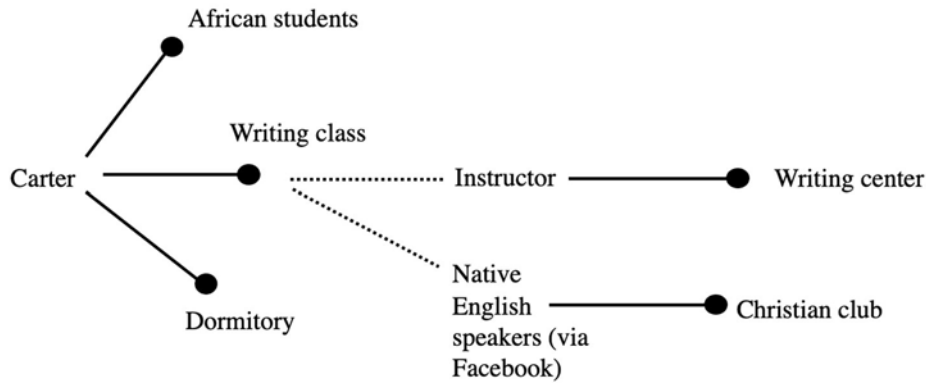 African students
Writing class
Carter
Instructor
Writing center
Dormitory
Native
English
speakers (via
Facebook)
Christian club